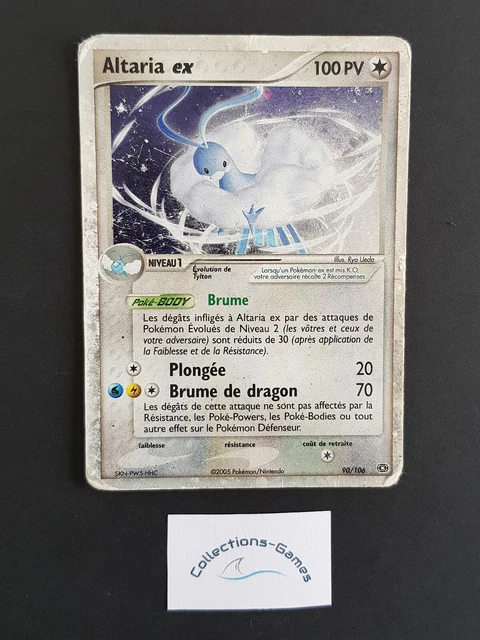 Altaria ex 100 PV
Illus. Ryo Ueda
NIVEAU 1
Évolution de
Tylton
Lorsqu'un Pokémon-ex est mis K.O.
votre adversaire récolte 2 Récompenses.
Poké-BODY Brume
Les dégâts infligés à Altaria ex par des attaques de
Pokémon Évolués de Niveau 2 (les vôtres et ceux de
votre adversaire) sont réduits de 30 (après application de
la Faiblesse et de la Résistance).
Plongée 20
Brume de dragon 70
Les dégâts de cette attaque ne sont pas affectés par la
Résistance, les Poké-Powers, les Poké-Bodies ou tout
autre effet sur le Pokémon Défenseur.
faiblesse résistance coût de retraite
SKN-PW5-HHC ©2005 Pokémon/Nintendo 90/106
Collections-Games